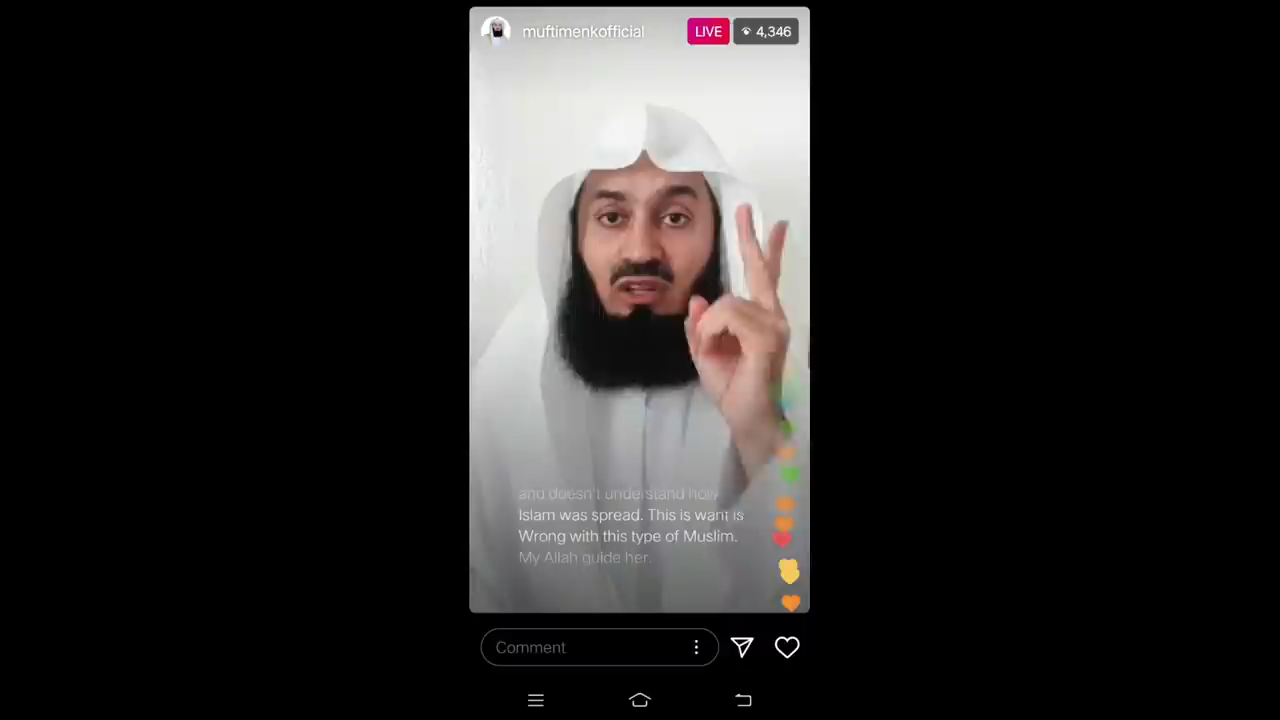 muftimenkofficial
LIVE
4,346
and doesn't understand how
Islam was spread. This is want is
Wrong with this type of Muslim.
My Allah guide her.
Comment